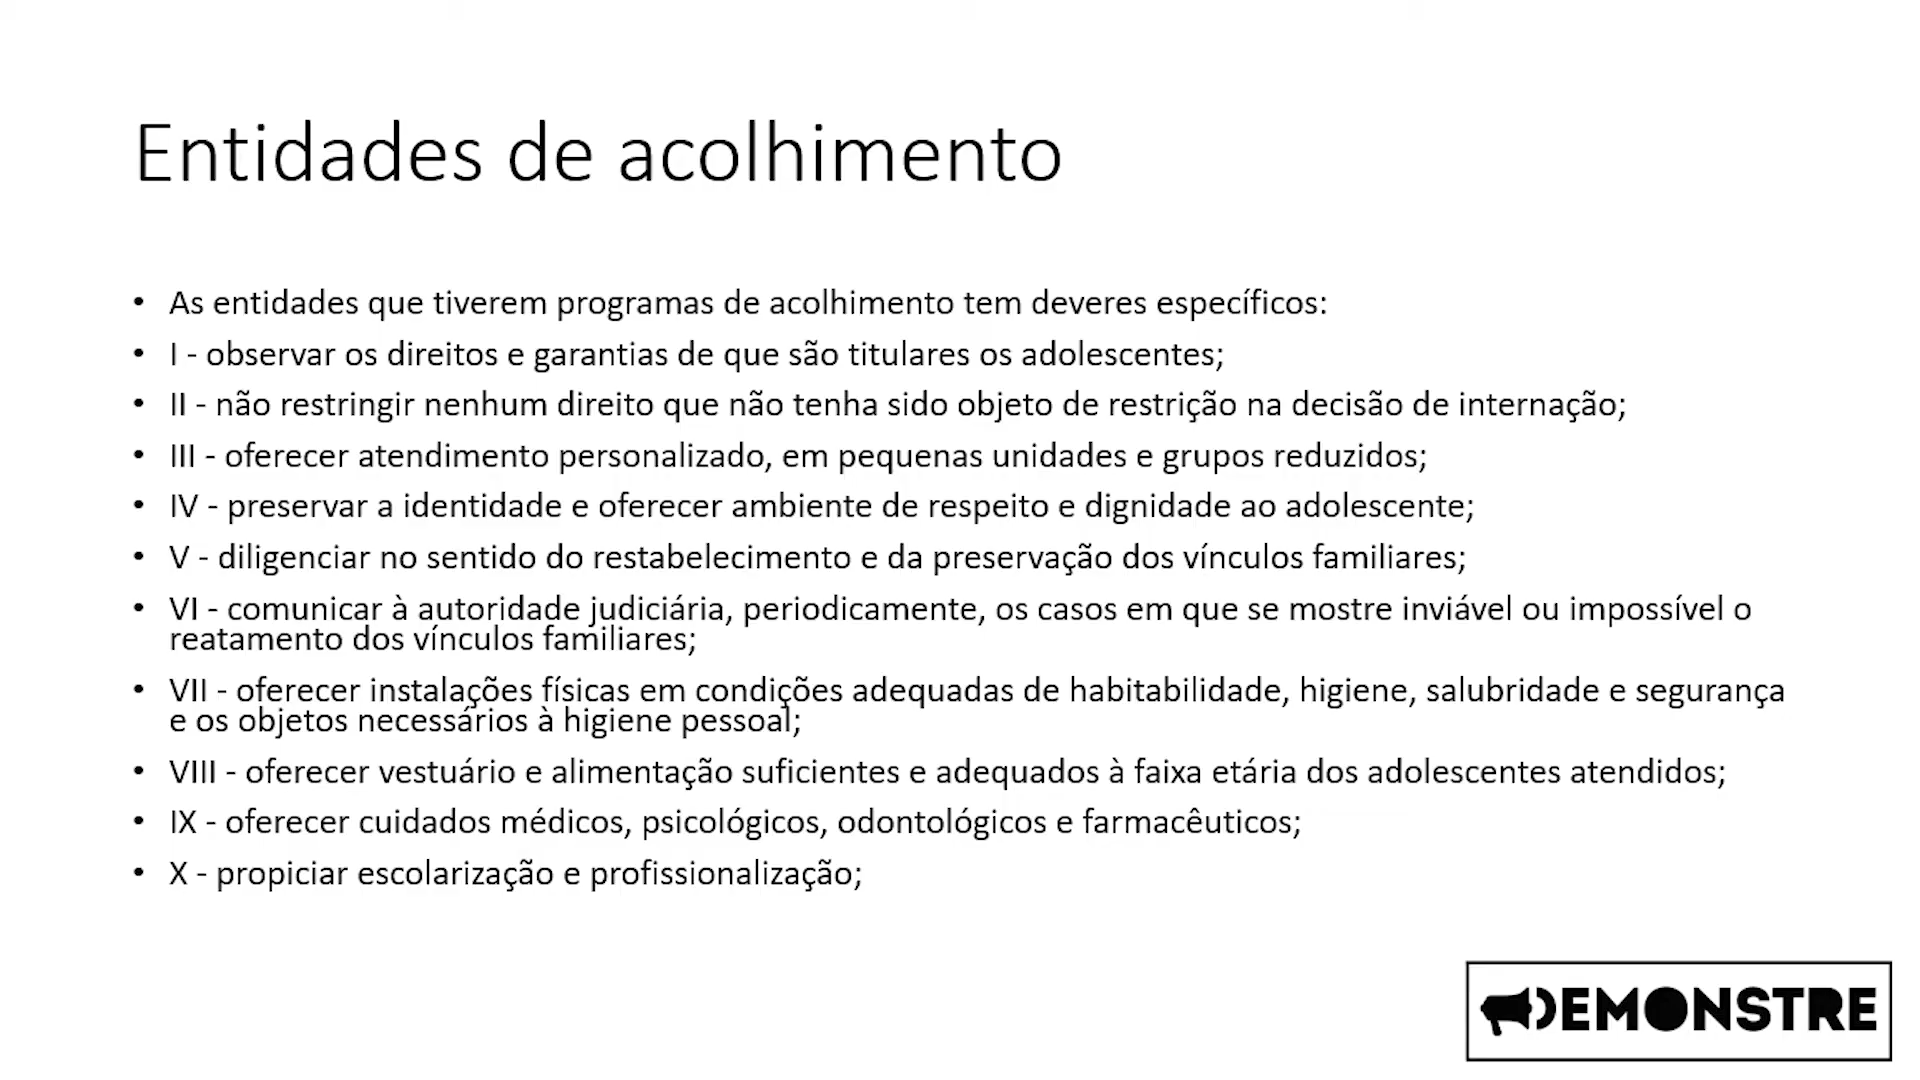 Entidades de acolhimento
• As entidades que tiverem programas de acolhimento tem deveres específicos:
• I - observar os direitos e garantias de que são titulares os adolescentes;
• II - não restringir nenhum direito que não tenha sido objeto de restrição na decisão de internação;
• III - oferecer atendimento personalizado, em pequenas unidades e grupos reduzidos;
• IV - preservar a identidade e oferecer ambiente de respeito e dignidade ao adolescente;
• V - diligenciar no sentido do restabelecimento e da preservação dos vínculos familiares;
• VI - comunicar à autoridade judiciária, periodicamente, os casos em que se mostre inviável ou impossível o
reatamento dos vínculos familiares;
• VII - oferecer instalações físicas em condições adequadas de habitabilidade, higiene, salubridade e segurança
e os objetos necessários à higiene pessoal;
• VIII - oferecer vestuário e alimentação suficientes e adequados à faixa etária dos adolescentes atendidos;
• IX - oferecer cuidados médicos, psicológicos, odontológicos e farmacêuticos;
• X - propiciar escolarização e profissionalização;
DEMONSTRE